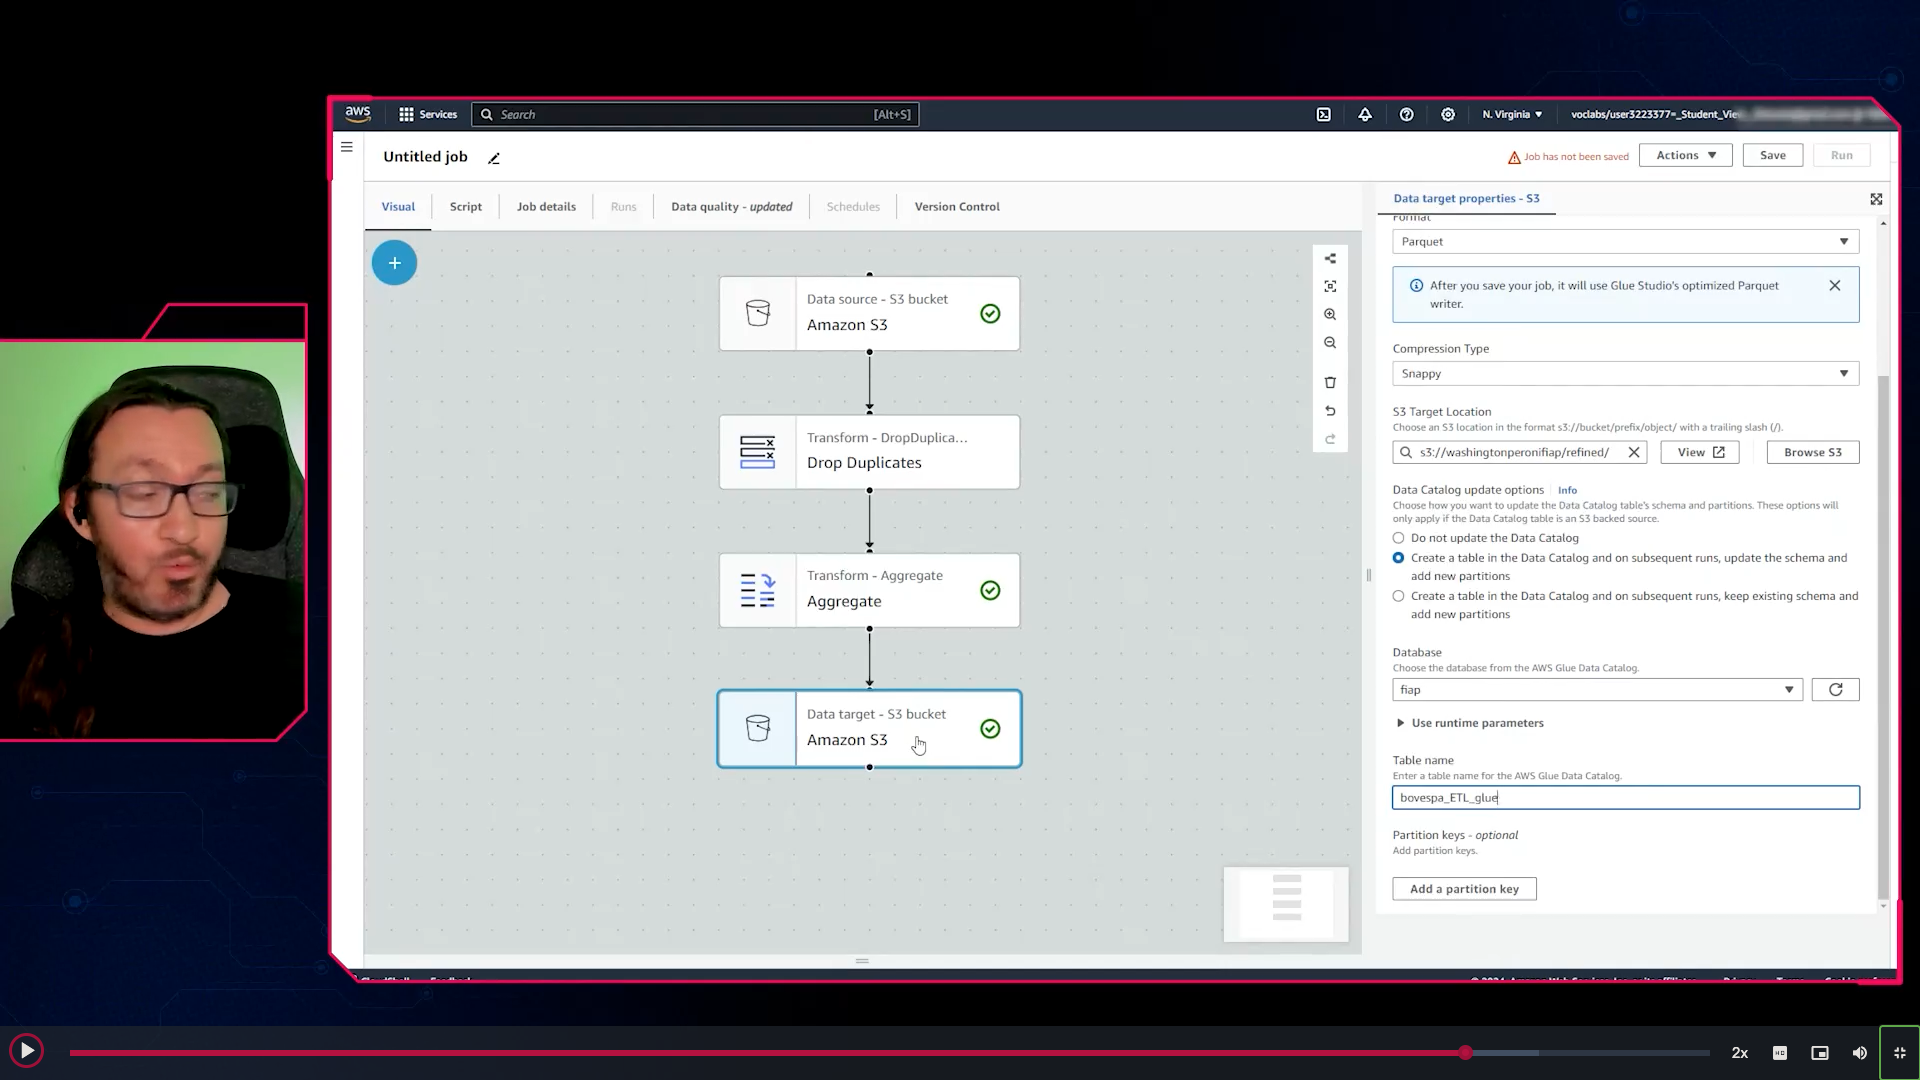 aws
Services
Search
[Alt+S]
N. Virginia
voclabs/user3223377=_Student_Vie
Untitled job
Job has not been saved
Actions
Save
Run
Visual
Script
Job details
Runs
Data quality - updated
Schedules
Version Control
Data source - S3 bucket
Amazon S3
Transform - DropDuplica...
Drop Duplicates
Transform - Aggregate
Aggregate
Data target - S3 bucket
Amazon S3
Data target properties - S3
Format
Parquet
After you save your job, it will use Glue Studio's optimized Parquet
writer.
Compression Type
Snappy
S3 Target Location
Choose an S3 location in the format s3://bucket/prefix/object/ with a trailing slash (/).
s3://washingtonperonifiap/refined/
View
Browse S3
Data Catalog update options
Info
Choose how you want to update the Data Catalog table's schema and partitions. These options will
only apply if the Data Catalog table is an S3 backed source.
Do not update the Data Catalog
Create a table in the Data Catalog and on subsequent runs, update the schema and
add new partitions
Create a table in the Data Catalog and on subsequent runs, keep existing schema and
add new partitions
Database
Choose the database from the AWS Glue Data Catalog.
fiap
Use runtime parameters
Table name
Enter a table name for the AWS Glue Data Catalog.
bovespa_ETL_glue
Partition keys - optional
Add partition keys.
Add a partition key
2x